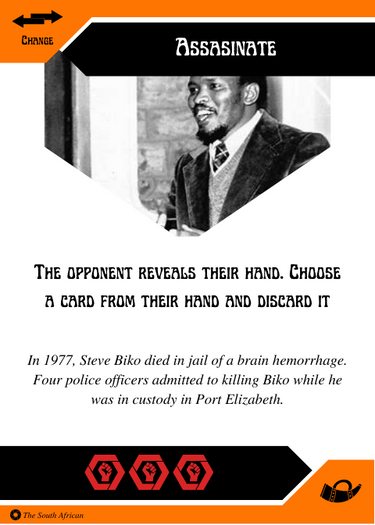 Change
Assasinate
The opponent reveals their hand. Choose
a card from their hand and discard it
In 1977, Steve Biko died in jail of a brain hemorrhage.
Four police officers admitted to killing Biko while he
was in custody in Port Elizabeth.
The South African